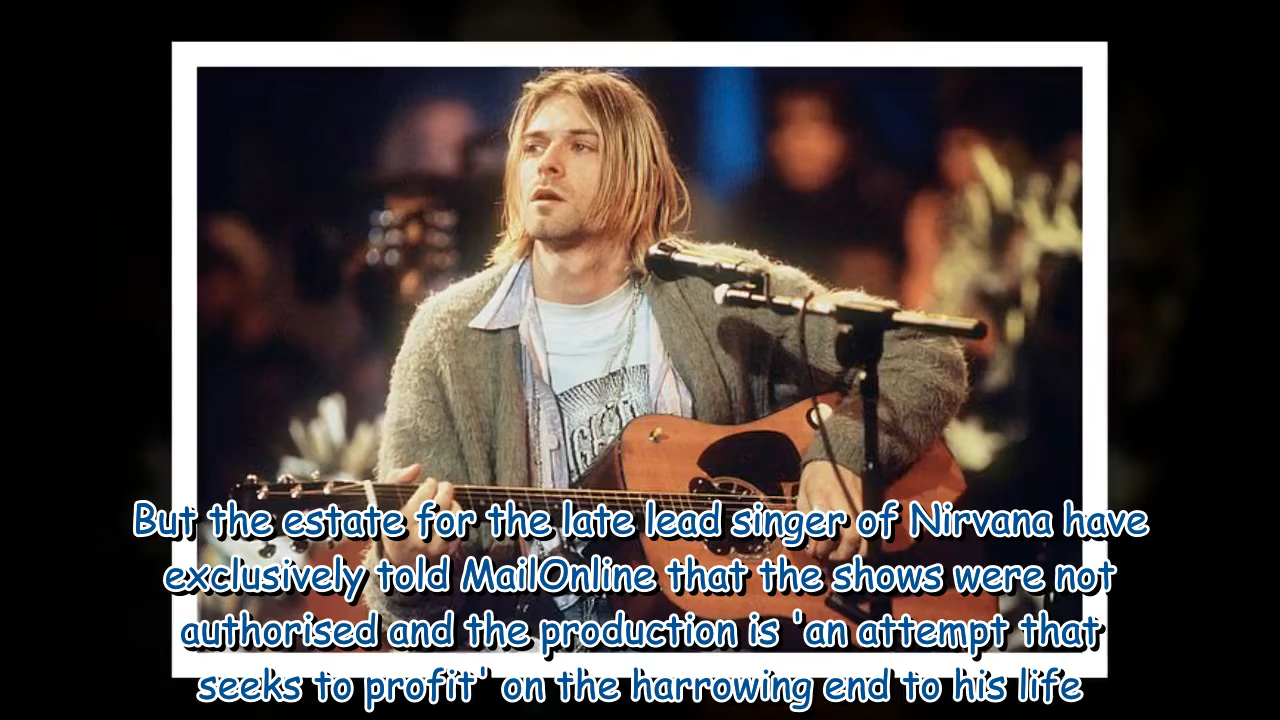 But the estate for the late lead singer of Nirvana have
exclusively told MailOnline that the shows were not
authorised and the production is 'an attempt that
seeks to profit' on the harrowing end to his life